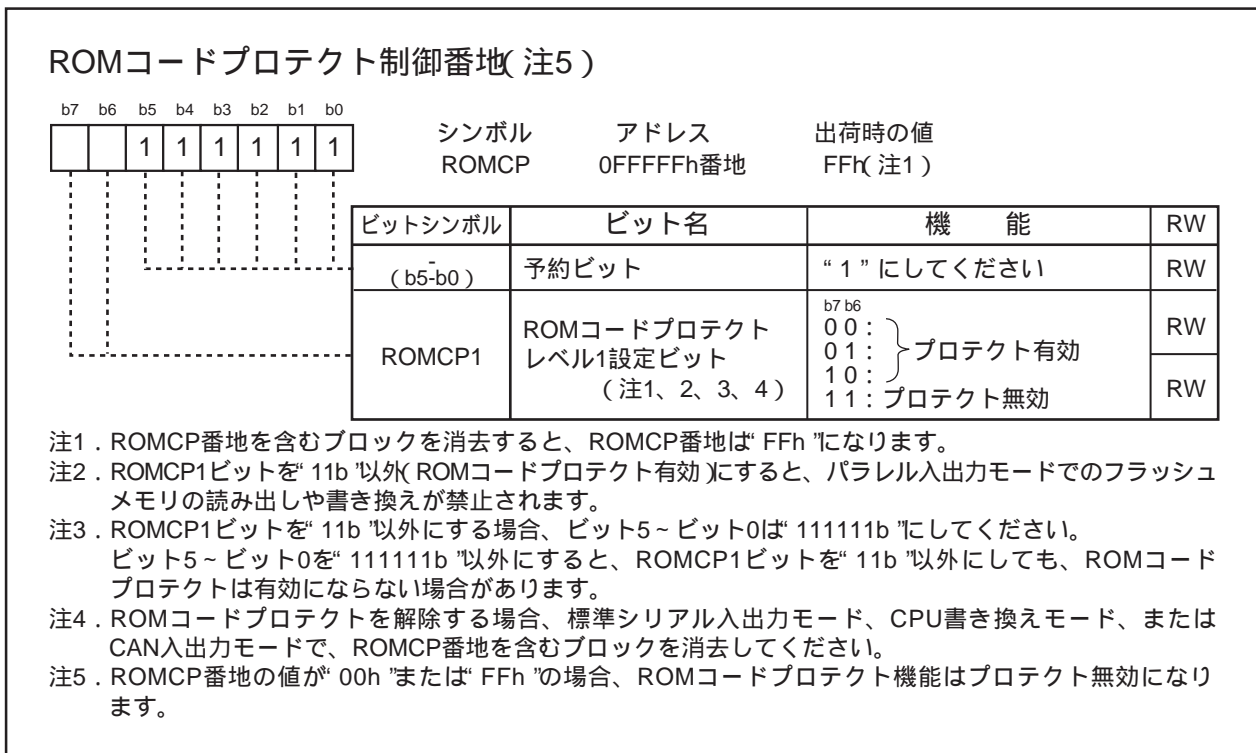 ROMコードプロテクト制御番地(注5)
b7 b6 b5 b4 b3 b2 b1 b0
1 1 1 1 1 1
シンボル アドレス 出荷時の値
ROMCP 0FFFFFh番地 FFh(注1)
ビットシンボル ビット名 機 能 RW
-
(b5-b0) 予約ビット “1”にしてください RW
ROMCP1
ROMコードプロテクト
レベル1設定ビット
(注1、2、3、4)
b7 b6
0 0:
0 1:
1 0:
プロテクト有効
1 1:プロテクト無効
RW
RW
注1.ROMCP番地を含むブロックを消去すると、ROMCP番地は“FFh”になります。
注2.ROMCP1ビットを“11b”以外(ROMコードプロテクト有効)にすると、パラレル入出力モードでのフラッシュ
メモリの読み出しや書き換えが禁止されます。
注3.ROMCP1ビットを“11b”以外にする場合、ビット5~ビット0は“111111b”にしてください。
ビット5~ビット0を“111111b”以外にすると、ROMCP1ビットを“11b”以外にしても、ROMコード
プロテクトは有効にならない場合があります。
注4.ROMコードプロテクトを解除する場合、標準シリアル入出力モード、CPU書き換えモード、または
CAN入出力モードで、ROMCP番地を含むブロックを消去してください。
注5.ROMCP番地の値が“00h”または“FFh”の場合、ROMコードプロテクト機能はプロテクト無効になり
ます。